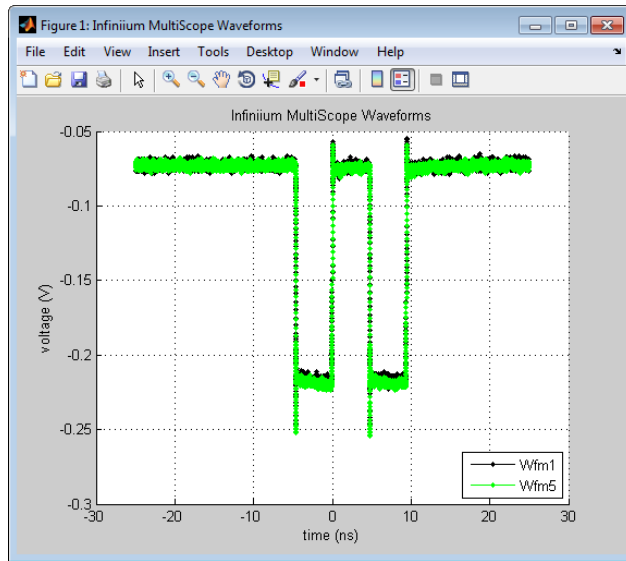 Figure 1: Infiniium MultiScope Waveforms
File Edit View Insert Tools Desktop Window Help
Infiniium MultiScope Waveforms
-0.05
-0.1
-0.15
-0.2
-0.25
-0.3
voltage (V)
-30 -20 -10 0 10 20 30
time (ns)
Wfm1
Wfm5